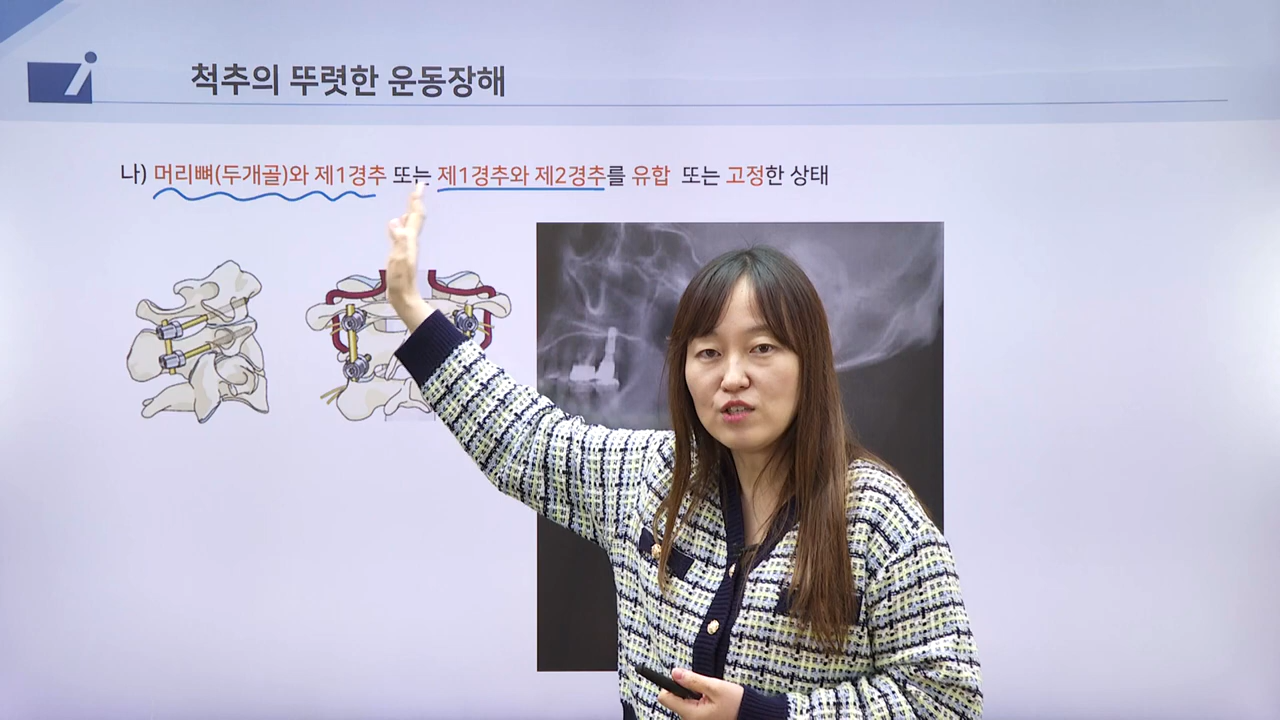 척추의 뚜렷한 운동장해
나) 머리뼈(두개골)와 제1경추 또는 제1경추와 제2경추를 유합 또는 고정한 상태